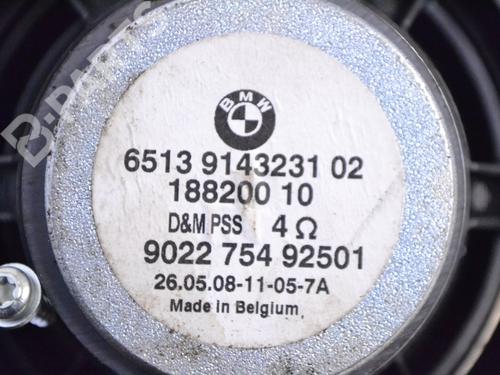 B-PARTS
BMW
6513 9143231 02
188200 10
D&M PSS 4 Ω
9022 754 92501
26.05.08-11-05-7A
Made in Belgium